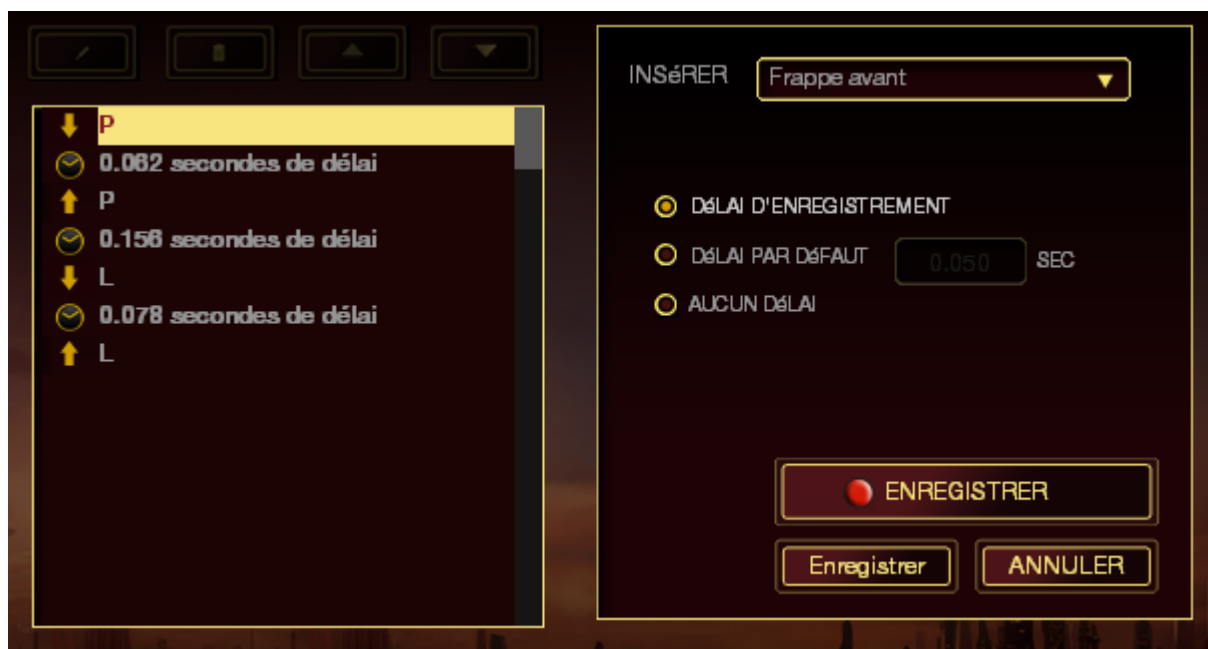 P
0.062 secondes de délai
P
0.156 secondes de délai
L
0.078 secondes de délai
L
INSéRER Frappe avant
DéLAI D'ENREGISTREMENT
DéLAI PAR DéFAUT 0.050 SEC
AUCUN DéLAI
ENREGISTRER
Enregistrer ANNULER